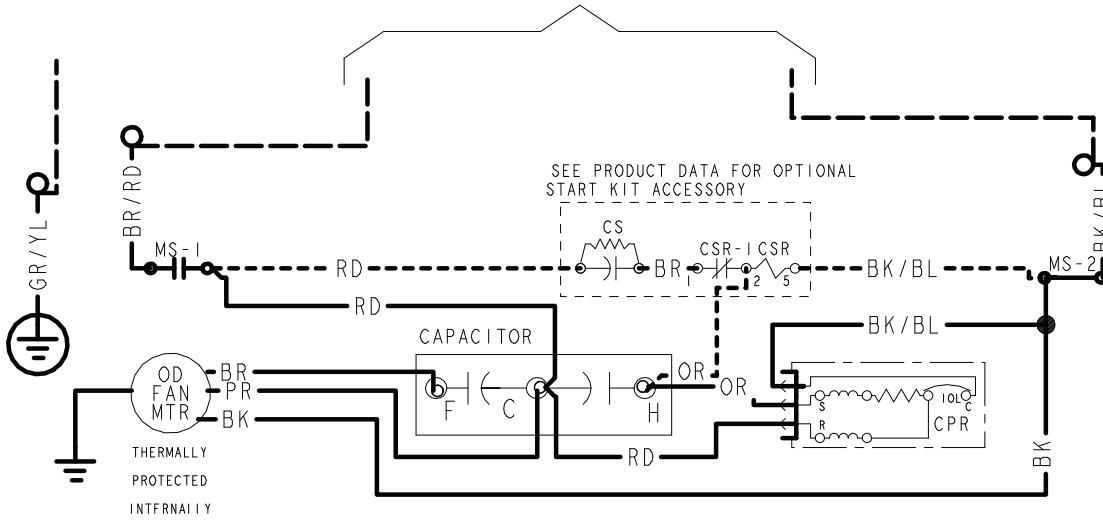 SEE PRODUCT DATA FOR OPTIONAL
START KIT ACCESSORY
BR/RD
GR/YL
MS-1
RD
CS
BR
CSR-1
CSR
1
2
5
BK/BL
MS-2
BK/BL
RD
BK/BL
CAPACITOR
F
C
H
OR
OR
OD
FAN
MTR
BR
PR
BK
S
R
IOL
C
CPR
RD
BK
THERMALLY
PROTECTED
INTERNALLY